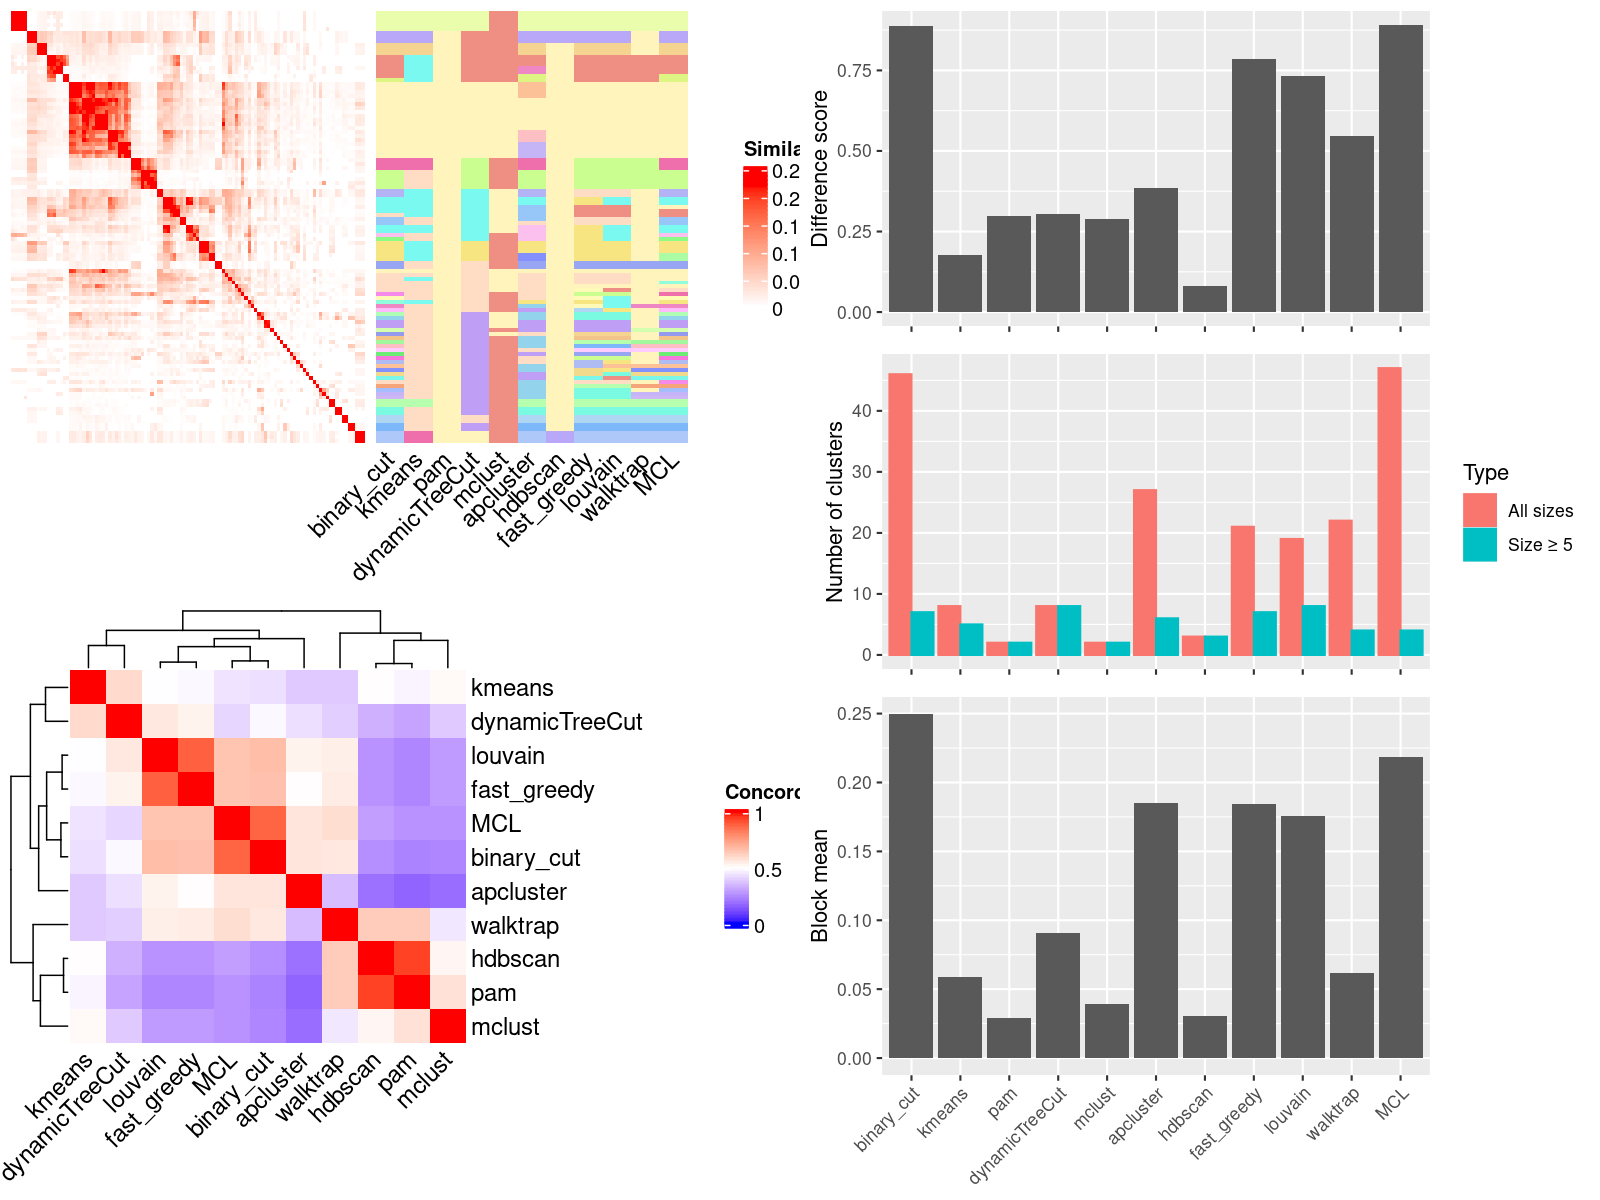 Simila
0.2
0.2
0.1
0.1
0.0
0
binary_cut
kmeans
pam
dynamicTreeCut
mclust
apcluster
hdbscan
fast_greedy
louvain
walktrap
MCL
kmeans
dynamicTreeCut
louvain
fast_greedy
MCL
binary_cut
apcluster
walktrap
hdbscan
pam
mclust
kmeans
dynamicTreeCut
louvain
fast_greedy
MCL
binary_cut
apcluster
walktrap
hdbscan
pam
mclust
Concord
1
0.5
0
Difference score
0.75
0.50
0.25
0.00
Number of clusters
40
30
20
10
0
Type
All sizes
Size ≥ 5
Block mean
0.25
0.20
0.15
0.10
0.05
0.00
binary_cut
kmeans
pam
dynamicTreeCut
mclust
apcluster
hdbscan
fast_greedy
louvain
walktrap
MCL